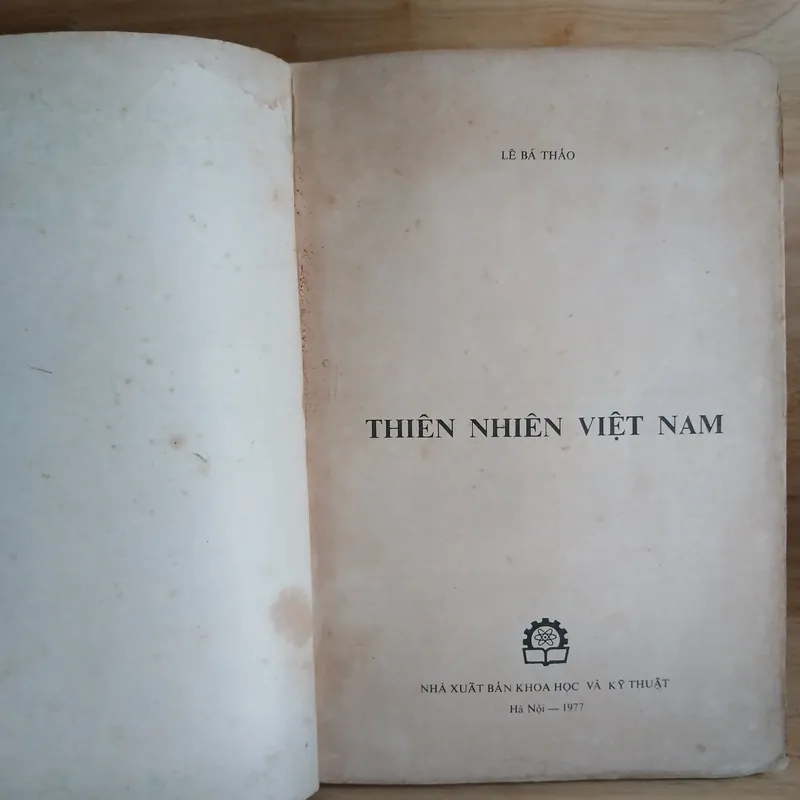 LÊ BÁ THẢO
THIÊN NHIÊN VIỆT NAM
NHÀ XUẤT BẢN KHOA HỌC VÀ KỸ THUẬT
Hà Nội — 1977